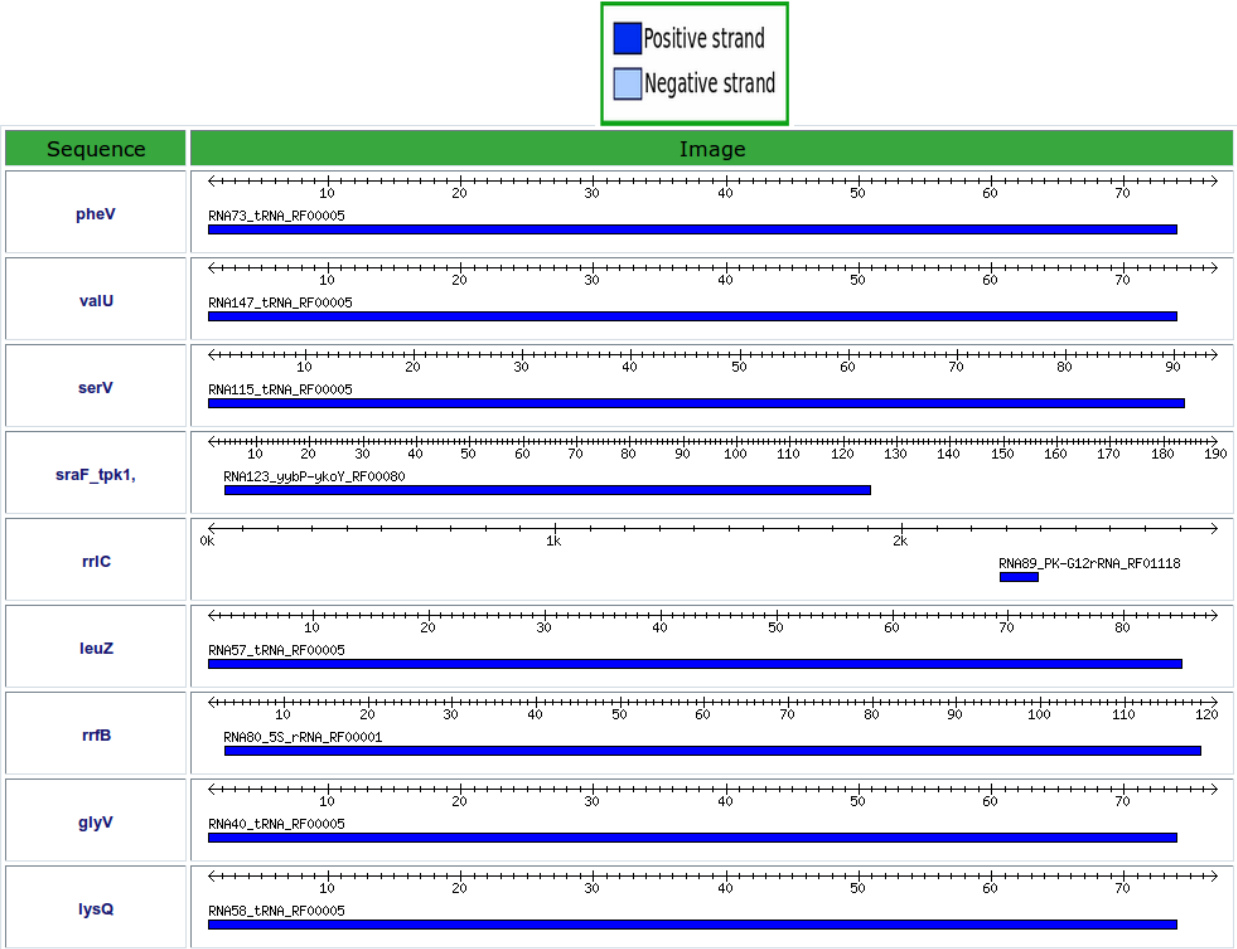 Positive strand
Negative strand
Sequence Image
pheV
10 20 30 40 50 60 70
RNA73_tRNA_RF00005
valU
10 20 30 40 50 60 70
RNA147_tRNA_RF00005
serV
10 20 30 40 50 60 70 80 90
RNA115_tRNA_RF00005
sraF_tpk1,
10 20 30 40 50 60 70 80 90 100 110 120 130 140 150 160 170 180 190
RNA123_yybP-ykoY_RF00080
rrlC
0k 1k 2k
RNA89_PK-G12rRNA_RF01118
leuZ
10 20 30 40 50 60 70 80
RNA57_tRNA_RF00005
rrfB
10 20 30 40 50 60 70 80 90 100 110 120
RNA80_5S_rRNA_RF00001
glyV
10 20 30 40 50 60 70
RNA40_tRNA_RF00005
lysQ
10 20 30 40 50 60 70
RNA58_tRNA_RF00005